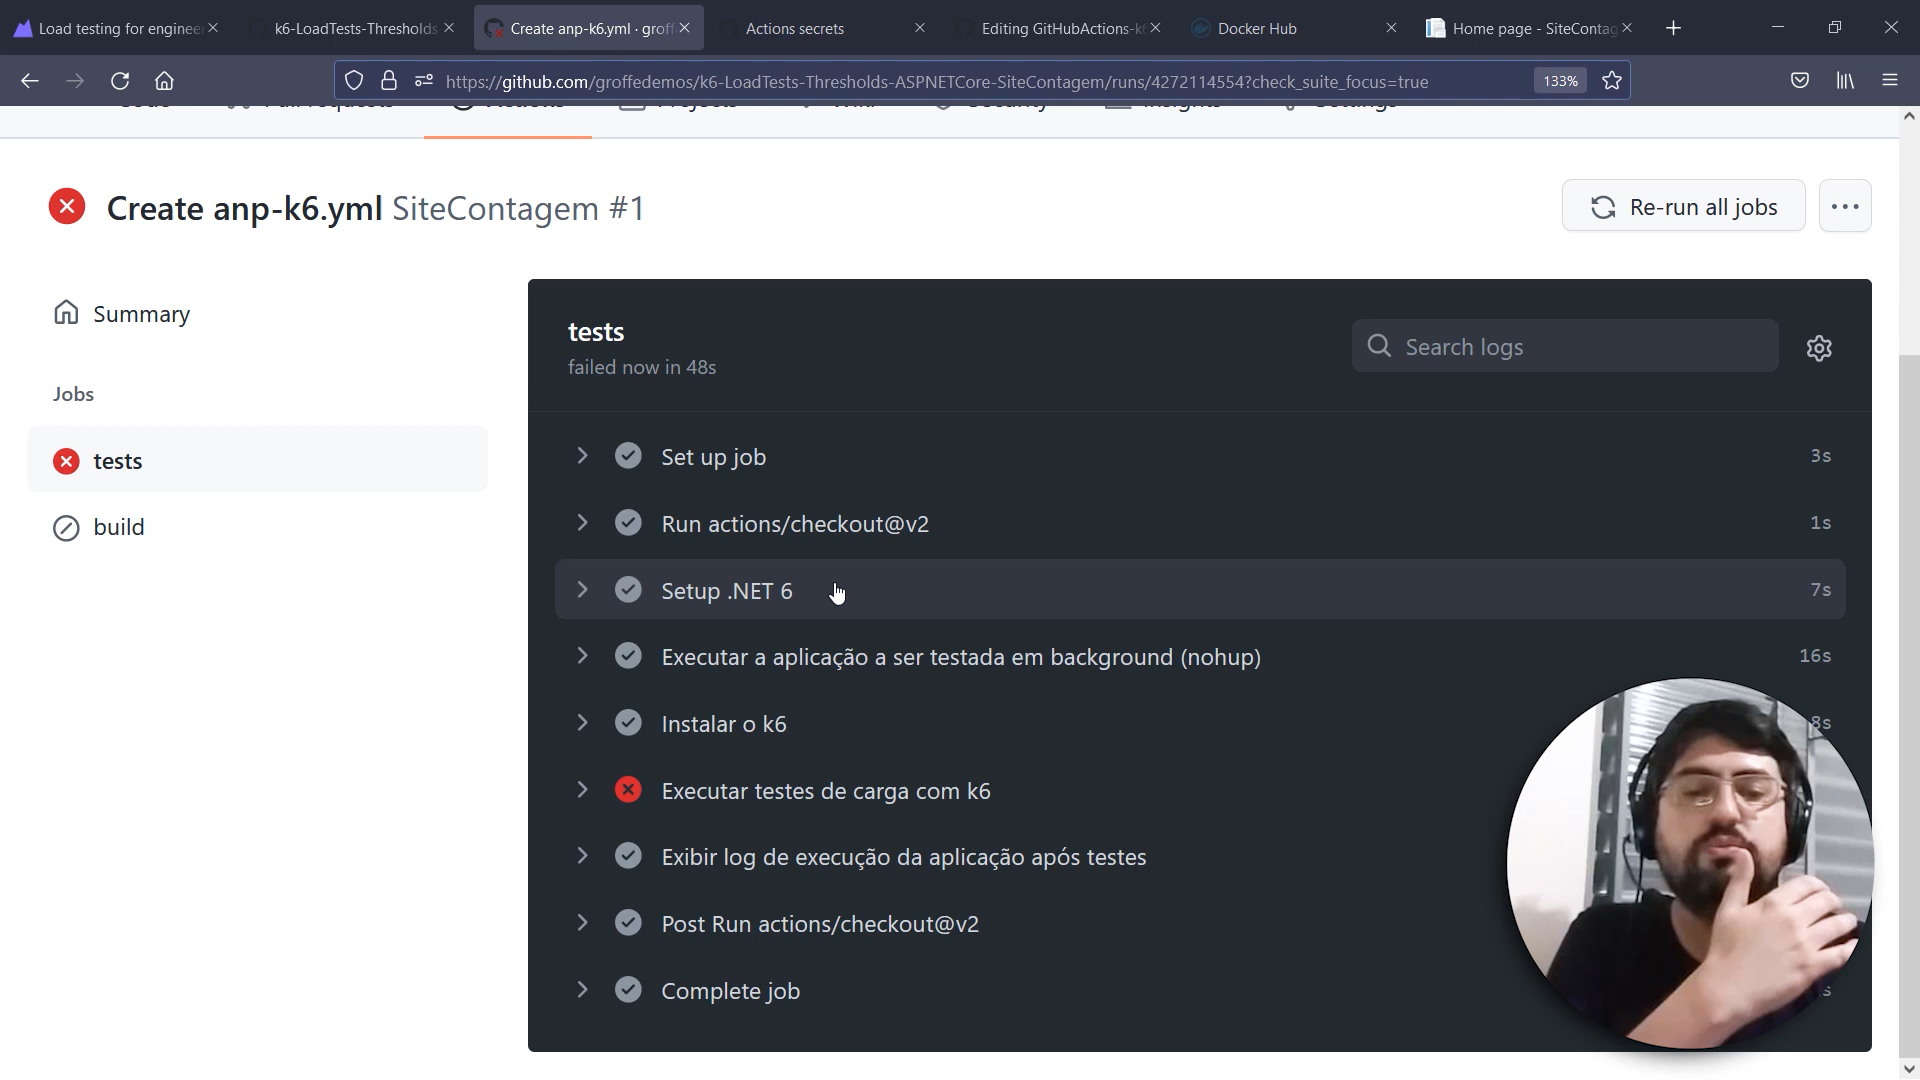 Load testing for enginee
k6-LoadTests-Thresholds
Create anp-k6.yml · groff
Actions secrets
Editing GitHubActions-k6
Docker Hub
Home page - SiteContag
https://github.com/groffedemos/k6-LoadTests-Thresholds-ASPNETCore-SiteContagem/runs/4272114554?check_suite_focus=true
133%
Create anp-k6.yml SiteContagem #1
Re-run all jobs
Summary
Jobs
tests
build
tests
failed now in 48s
Search logs
Set up job 3s
Run actions/checkout@v2 1s
Setup .NET 6 7s
Executar a aplicação a ser testada em background (nohup) 16s
Instalar o k6 8s
Executar testes de carga com k6
Exibir log de execução da aplicação após testes
Post Run actions/checkout@v2
Complete job